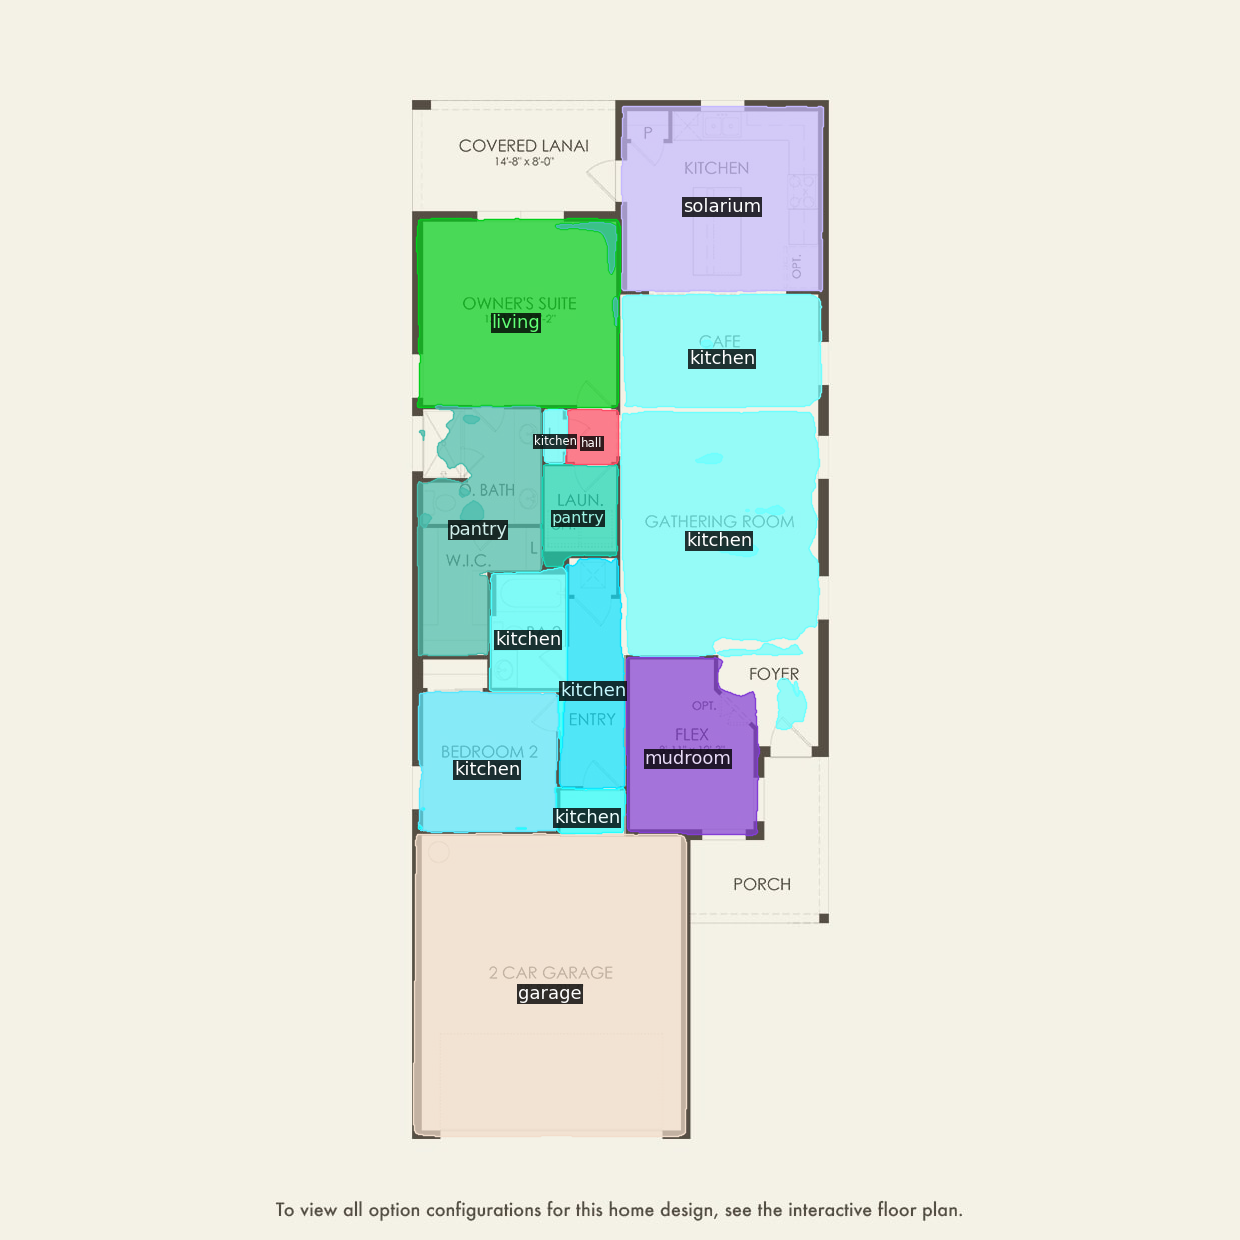 COVERED LANAI
14'-8" x 8'-0"
P
KITCHEN
solarium
OPT.
OWNER'S SUITE
living
CAFE
kitchen
kitchen
hall
O. BATH
LAUN.
pantry
pantry
GATHERING ROOM
kitchen
L
W.I.C.
kitchen
FOYER
kitchen
OPT.
ENTRY
FLEX
BEDROOM 2
mudroom
kitchen
kitchen
PORCH
2 CAR GARAGE
garage
To view all option configurations for this home design, see the interactive floor plan.